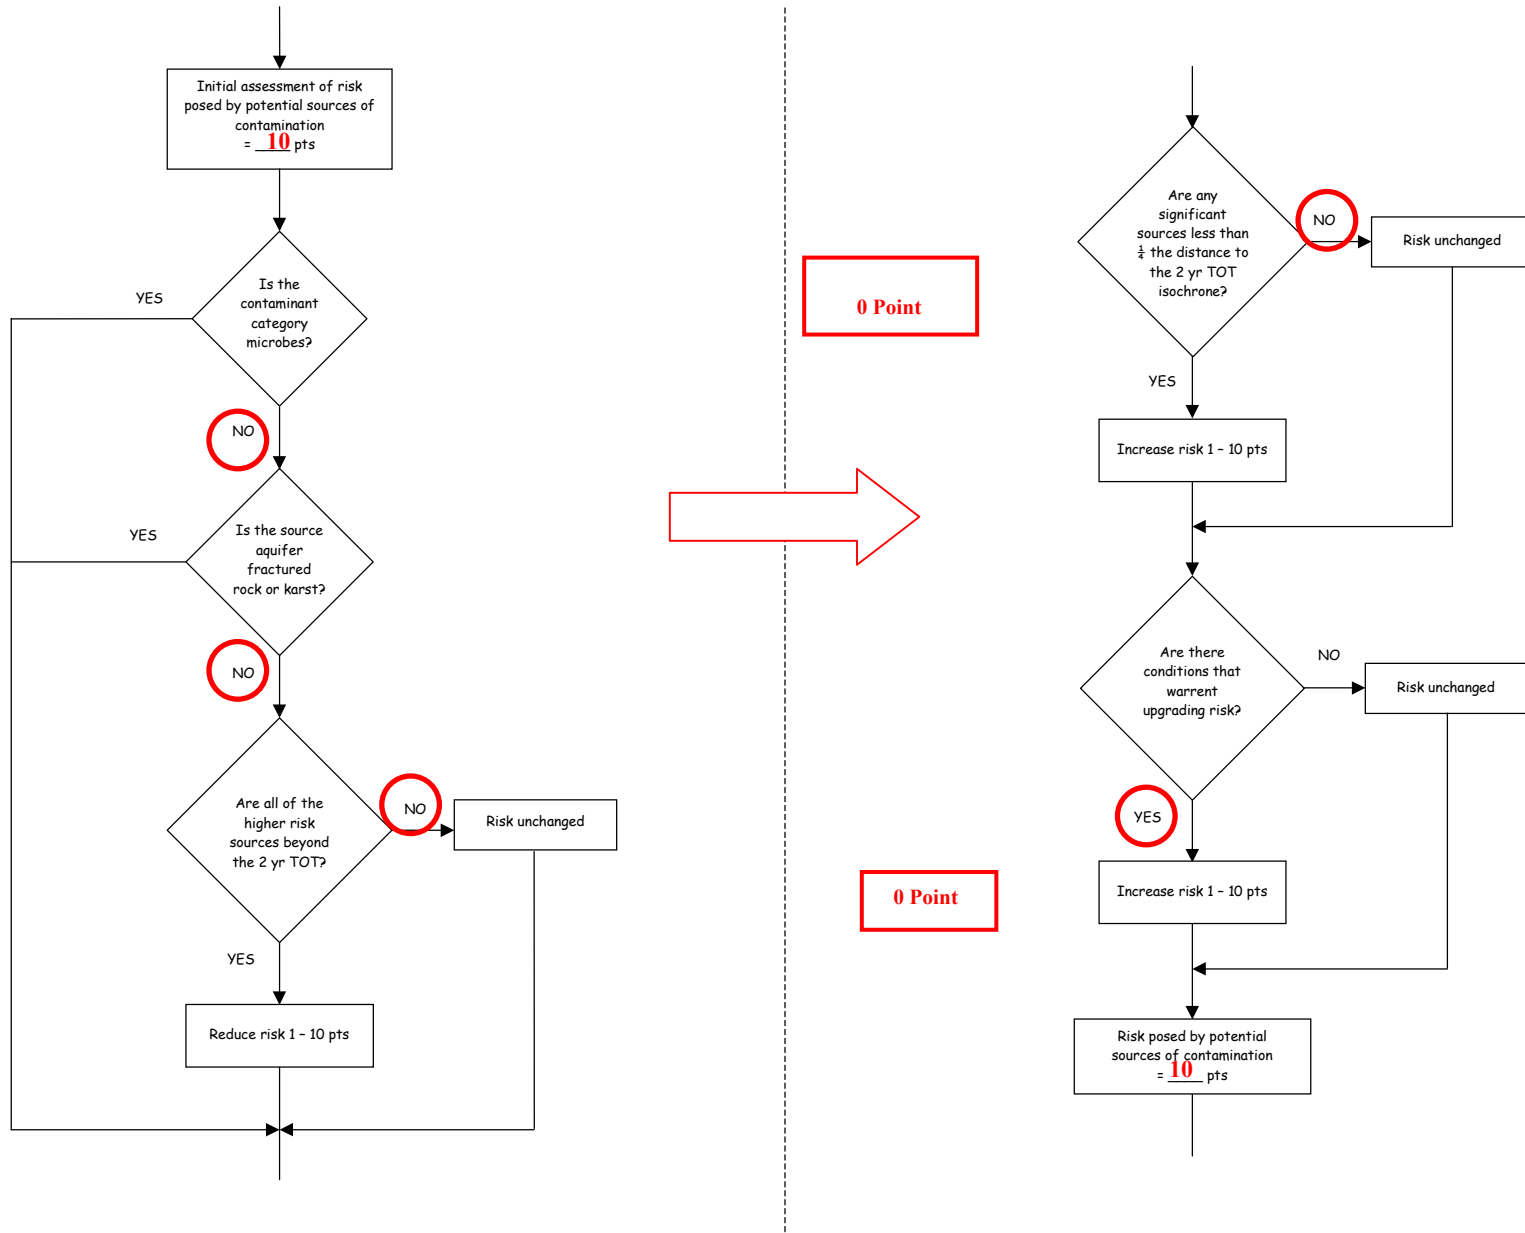 Initial assessment of risk
posed by potential sources of
contamination
= 10 pts
YES
Is the
contaminant
category
microbes?
NO
YES
Is the source
aquifer
fractured
rock or karst?
NO
Are all of the
higher risk
sources beyond
the 2 yr TOT?
NO
Risk unchanged
YES
Reduce risk 1 – 10 pts
0 Point
Are any
significant
sources less than
¼ the distance to
the 2 yr TOT
isochrone?
NO
Risk unchanged
YES
Increase risk 1 – 10 pts
Are there
conditions that
warrent
upgrading risk?
NO
Risk unchanged
YES
0 Point
Increase risk 1 – 10 pts
Risk posed by potential
sources of contamination
= 10 pts